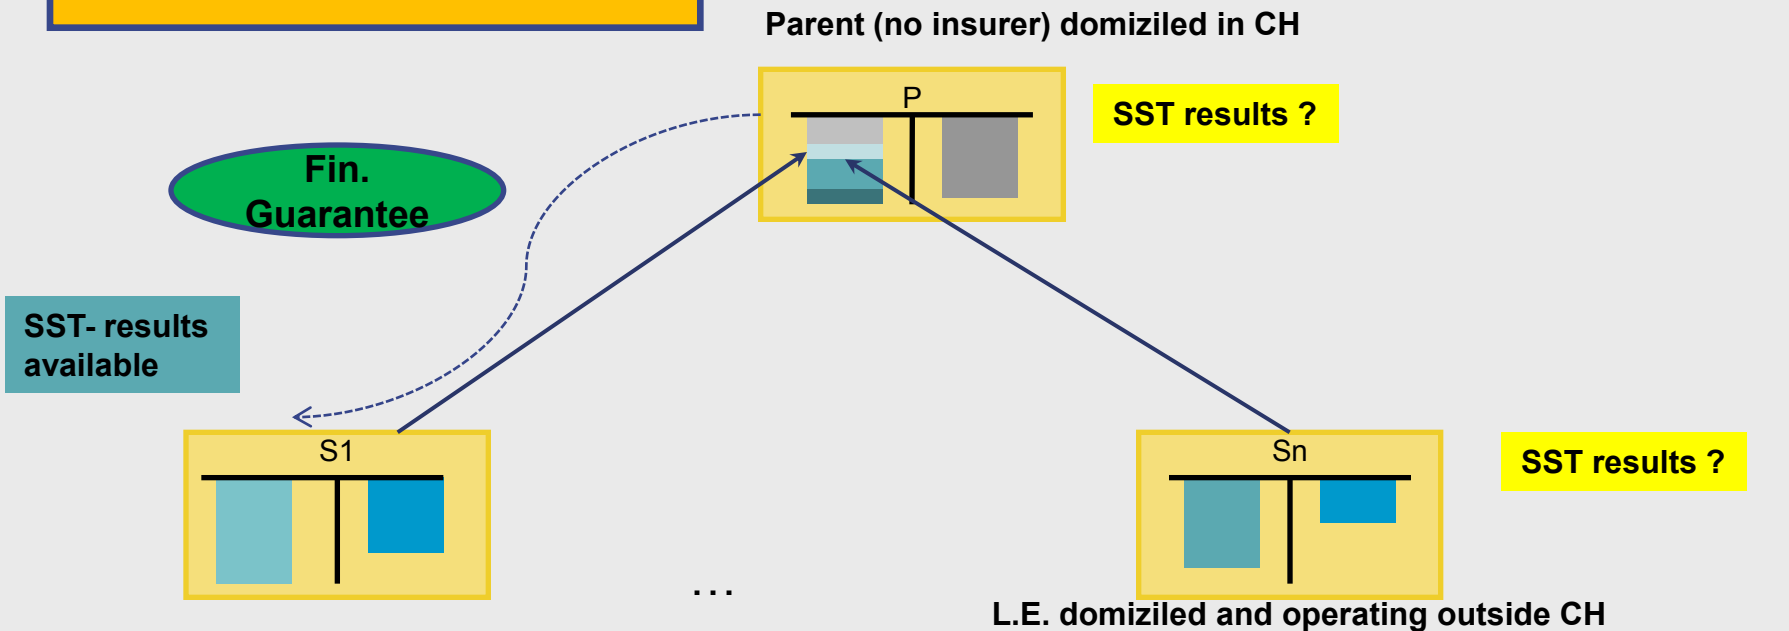 Parent (no insurer) domiziled in CH
P
SST results ?
Fin.
Guarantee
SST- results
available
S1
Sn
SST results ?
...
L.E. domiziled and operating outside CH